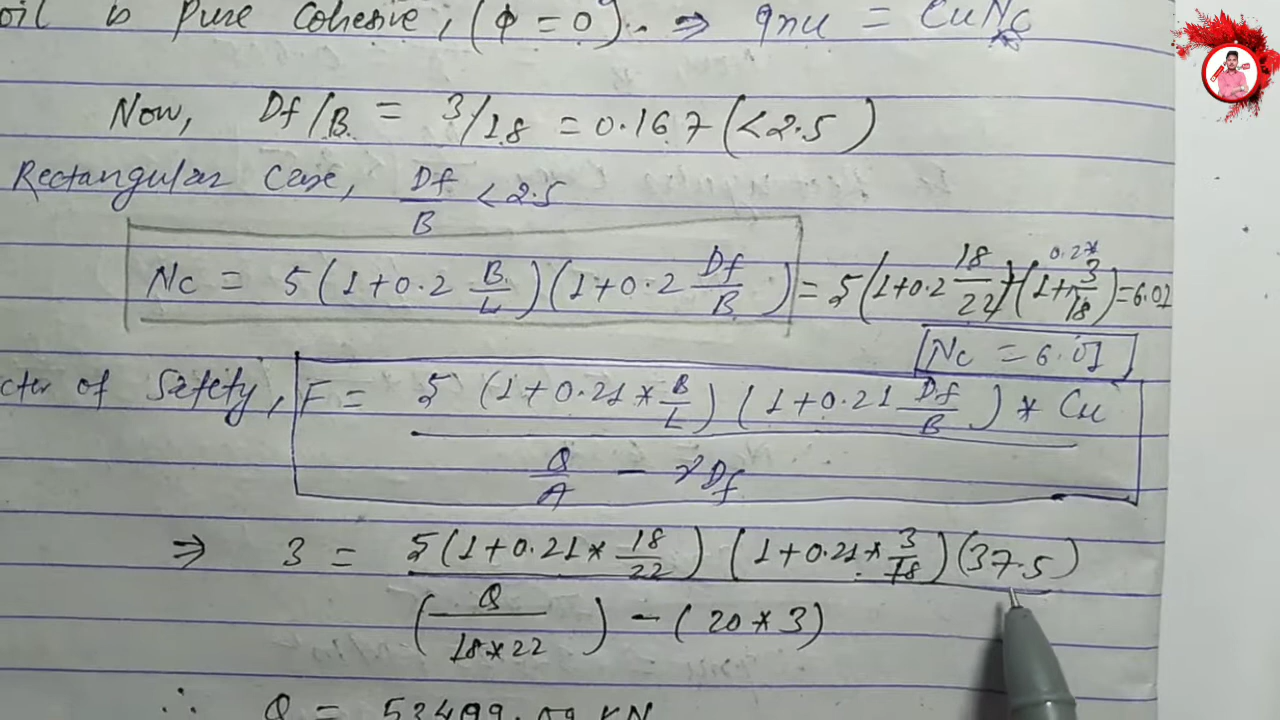 oil is Pure Cohesive, (φ = 0). ⇒ qnu = CuNc
Now, Df/B = 3/18 = 0.167 (<2.5)
Rectangular Case, Df/B < 2.5
Nc = 5(1+0.2 B/L)(1+0.2 Df/B) = 5(1+0.2 18/22)(1+0.2* 3/18) = 6.01
Nc = 6.01
ctor of Safety, F = 5 (1+0.21 * B/L) (1+0.21 Df/B) * Cu
Q/A - γDf
⇒ 3 = 5(1+0.21* 18/22) (1+0.21* 3/18)(37.5)
(Q/18*22) - (20*3)
∴ Q =